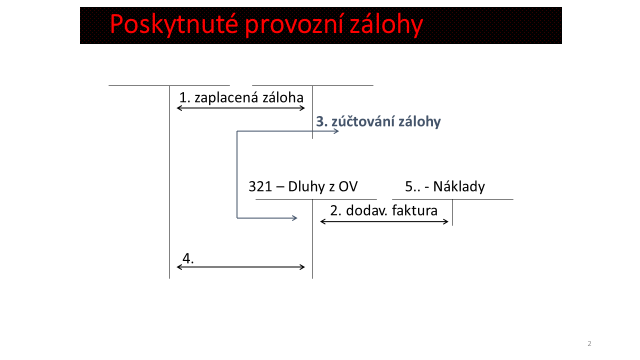 Poskytnuté provozní zálohy
1. zaplacená záloha
3. zúčtování zálohy
321 – Dluhy z OV
5.. - Náklady
2. dodav. faktura
4.
2